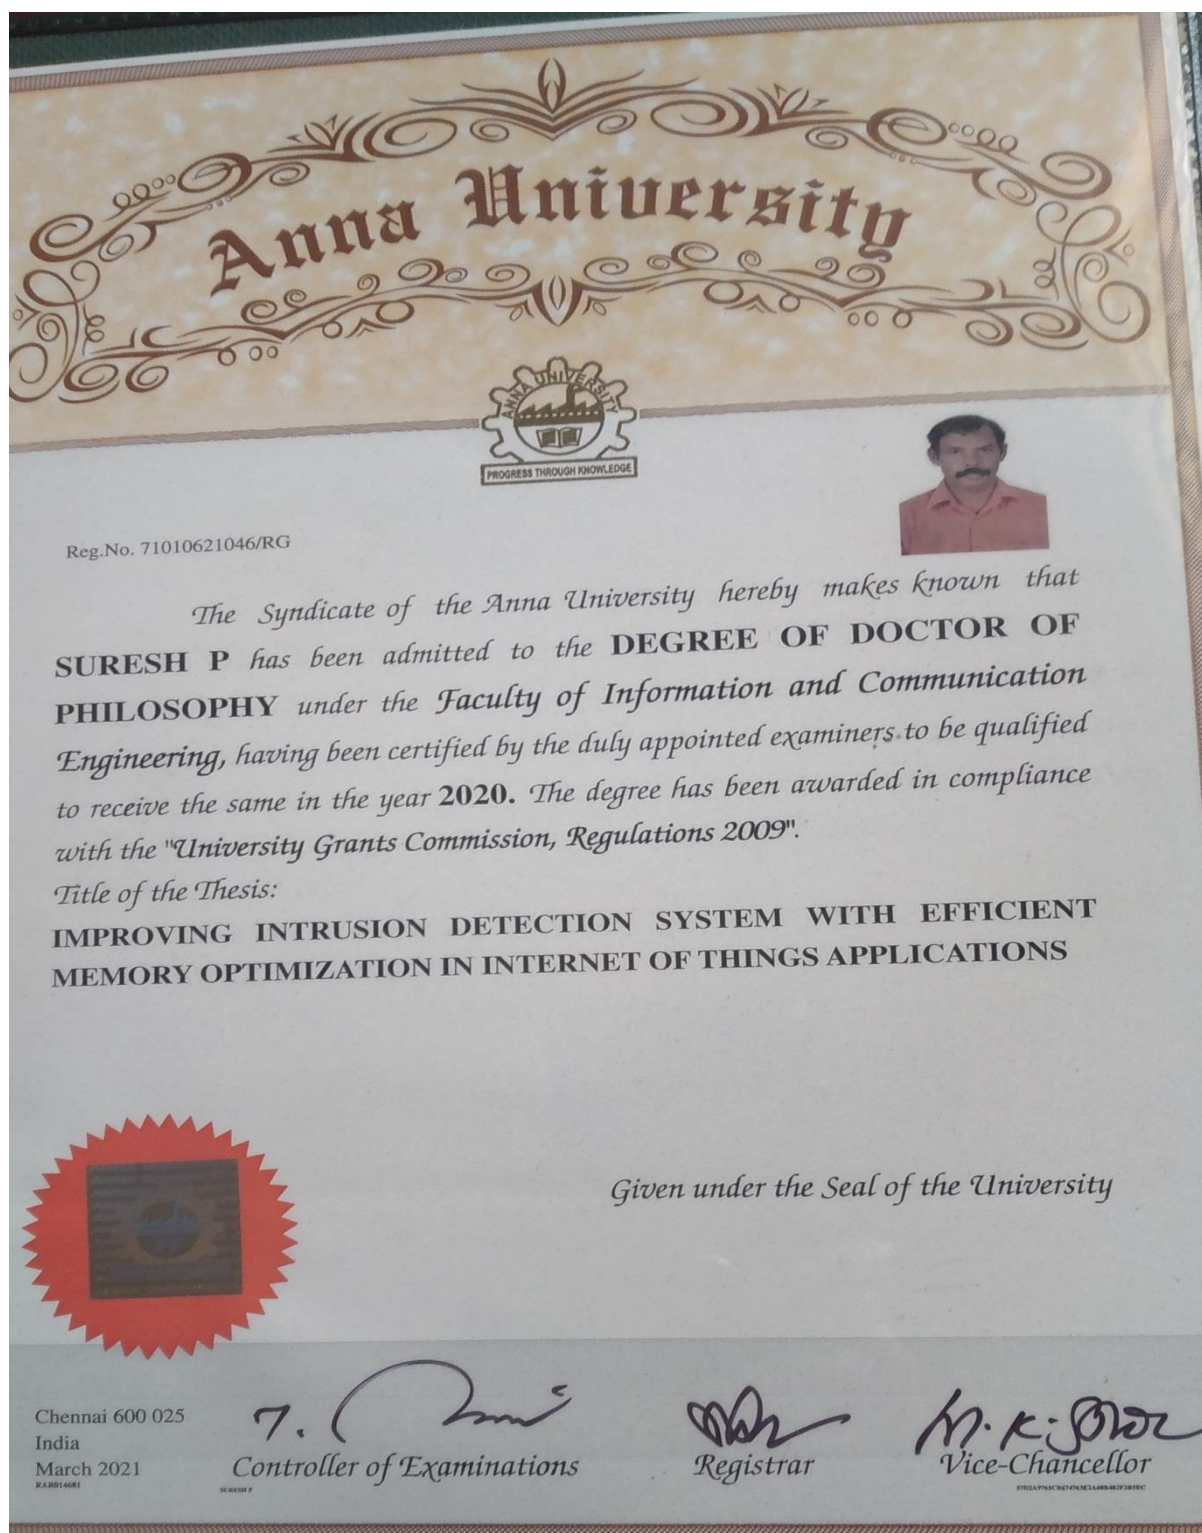 Anna University
ANNA UNIVERSITY
PROGRESS THROUGH KNOWLEDGE
Reg.No. 71010621046/RG
The Syndicate of the Anna University hereby makes known that
SURESH P has been admitted to the DEGREE OF DOCTOR OF
PHILOSOPHY under the Faculty of Information and Communication
Engineering, having been certified by the duly appointed examiners to be qualified
to receive the same in the year 2020. The degree has been awarded in compliance
with the "University Grants Commission, Regulations 2009".
Title of the Thesis:
IMPROVING INTRUSION DETECTION SYSTEM WITH EFFICIENT
MEMORY OPTIMIZATION IN INTERNET OF THINGS APPLICATIONS
Given under the Seal of the University
Chennai 600 025
India
March 2021
Controller of Examinations
SURESH P
Registrar
Vice-Chancellor